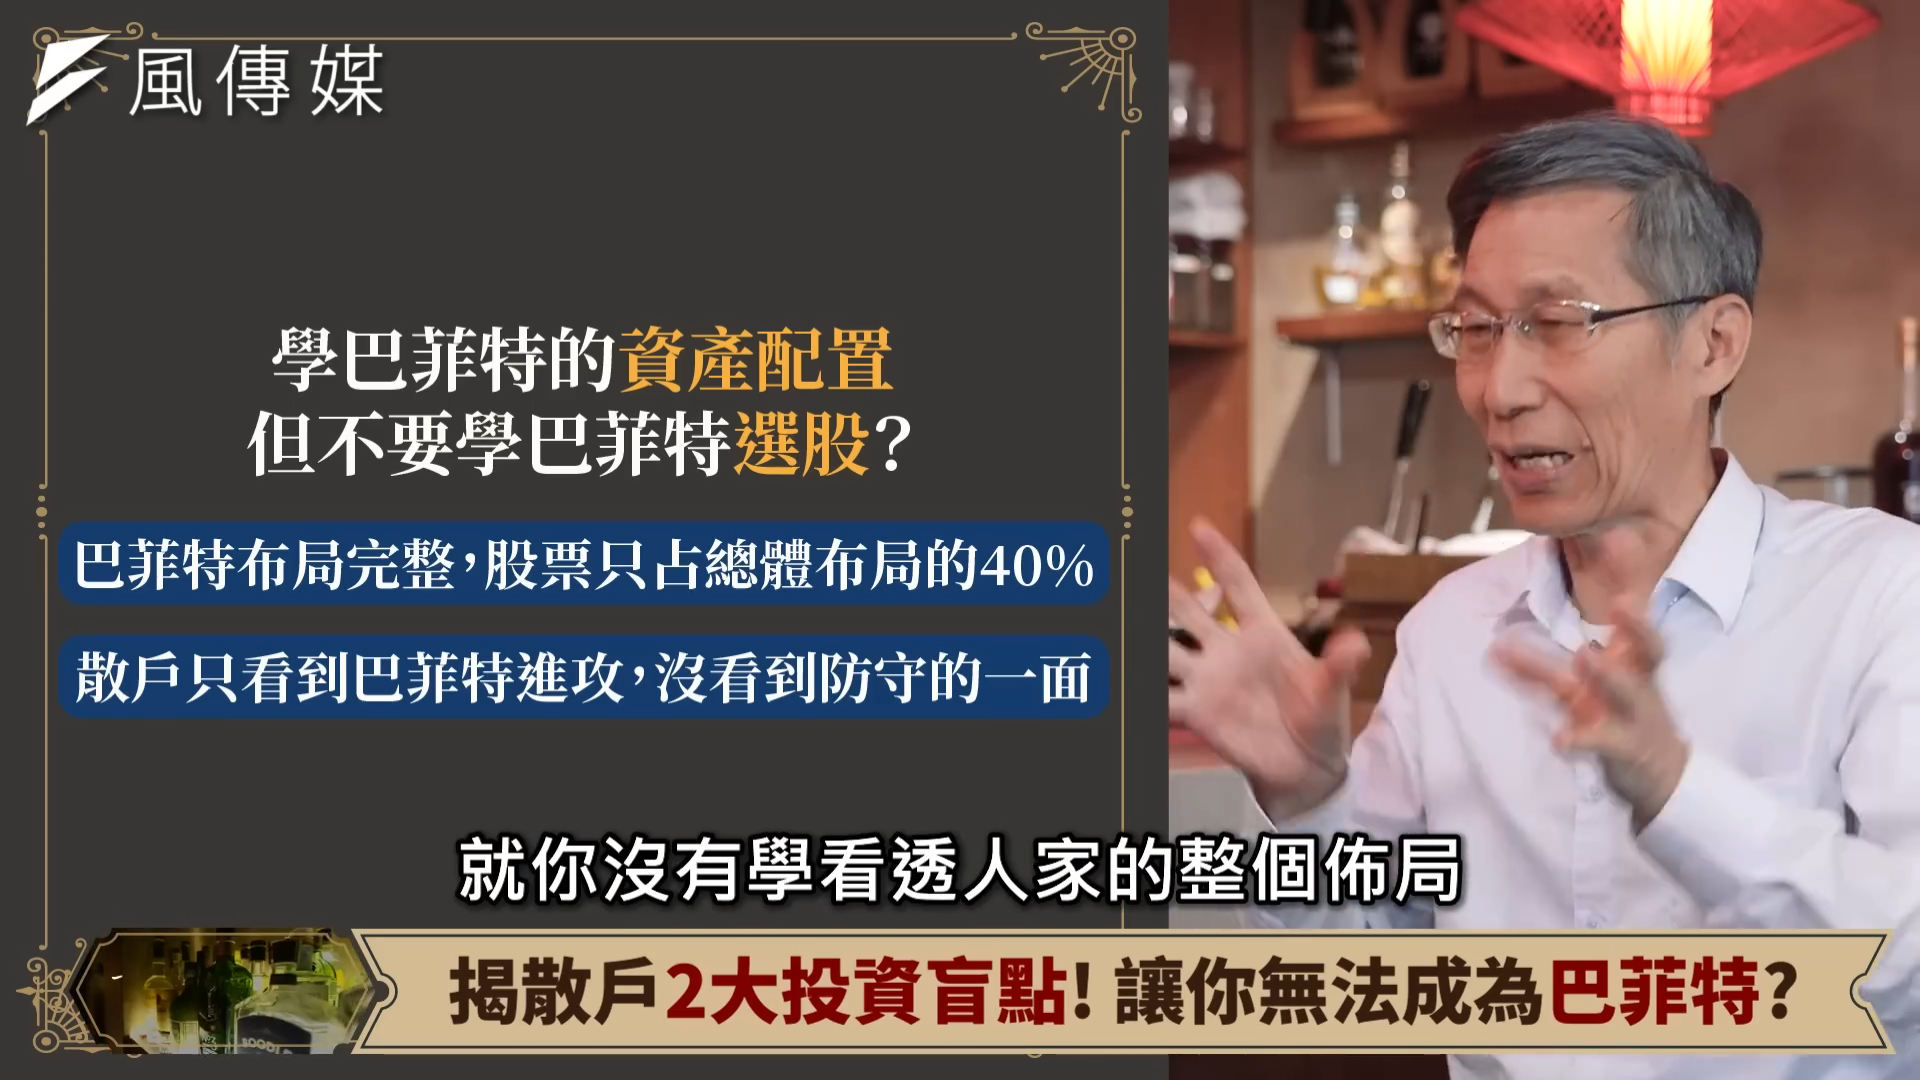 風傳媒
學巴菲特的資產配置
但不要學巴菲特選股？
巴菲特布局完整，股票只占總體布局的40%
散戶只看到巴菲特進攻，沒看到防守的一面
就你沒有學看透人家的整個佈局
揭散戶2大投資盲點！讓你無法成為巴菲特？